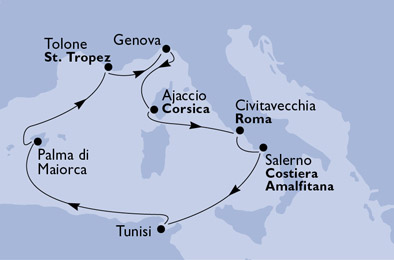 Tolone
St. Tropez
Genova
Ajaccio
Corsica
Civitavecchia
Roma
Palma di
Maiorca
Salerno
Costiera
Amalfitana
Tunisi